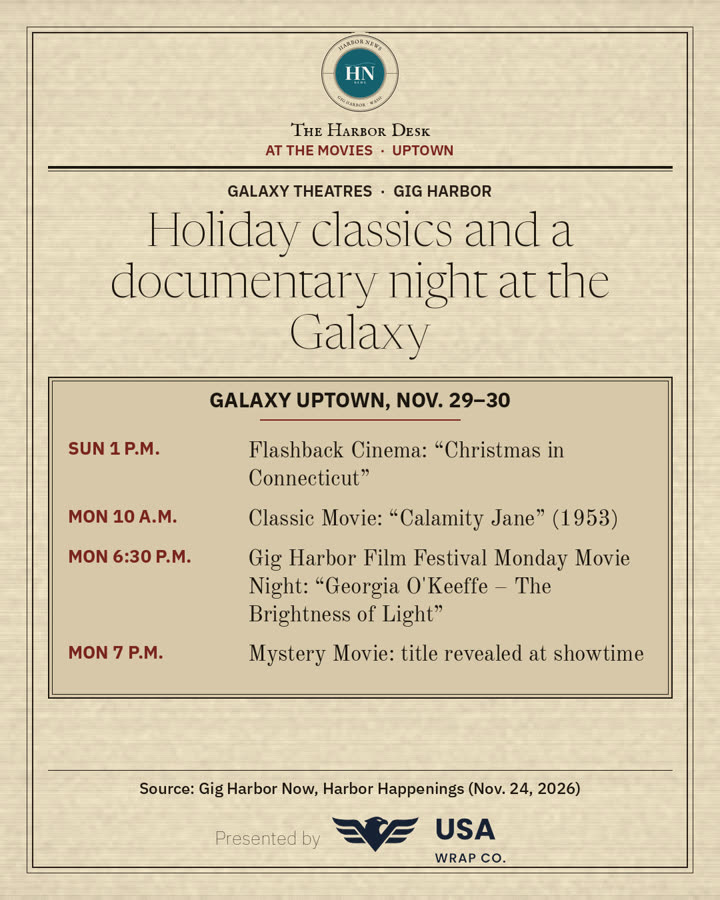 HARBOR NEWS
HN
NEWS
GIG HARBOR · WASH
The Harbor Desk
AT THE MOVIES · UPTOWN
GALAXY THEATRES · GIG HARBOR
Holiday classics and a
documentary night at the
Galaxy
GALAXY UPTOWN, NOV. 29–30
SUN 1 P.M. Flashback Cinema: “Christmas in
Connecticut”
MON 10 A.M. Classic Movie: “Calamity Jane” (1953)
MON 6:30 P.M. Gig Harbor Film Festival Monday Movie
Night: “Georgia O'Keeffe – The
Brightness of Light”
MON 7 P.M. Mystery Movie: title revealed at showtime
Source: Gig Harbor Now, Harbor Happenings (Nov. 24, 2026)
Presented by USA
WRAP CO.